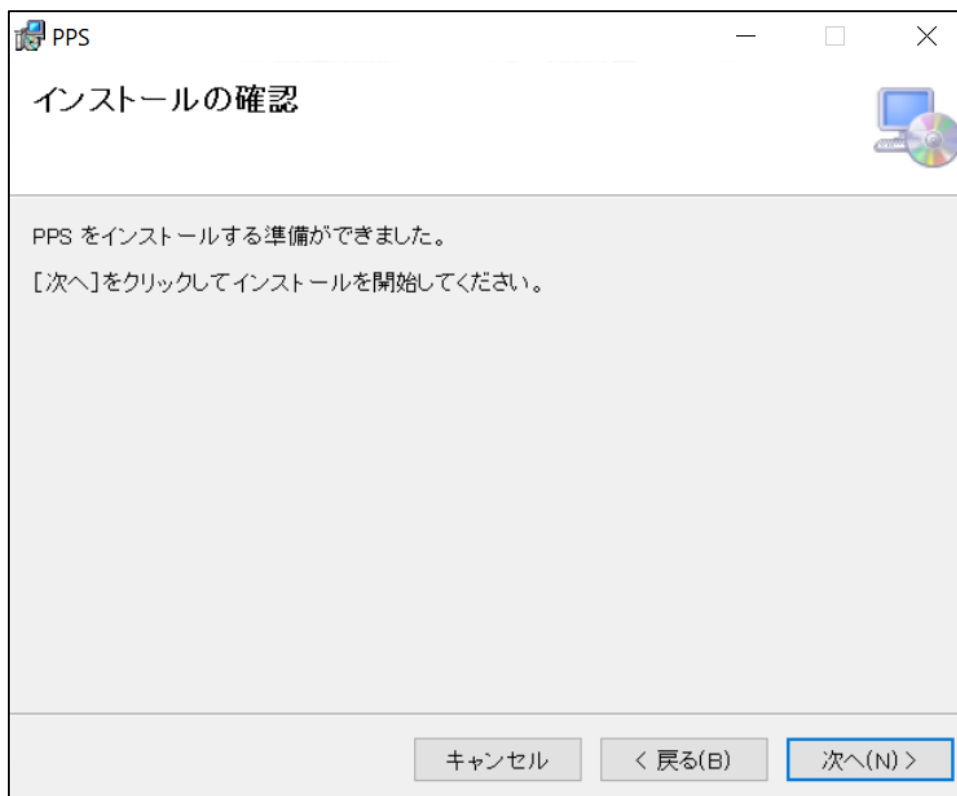 PPS
インストールの確認
PPS をインストールする準備ができました。
[次へ]をクリックしてインストールを開始してください。
キャンセル
< 戻る(B)
次へ(N) >